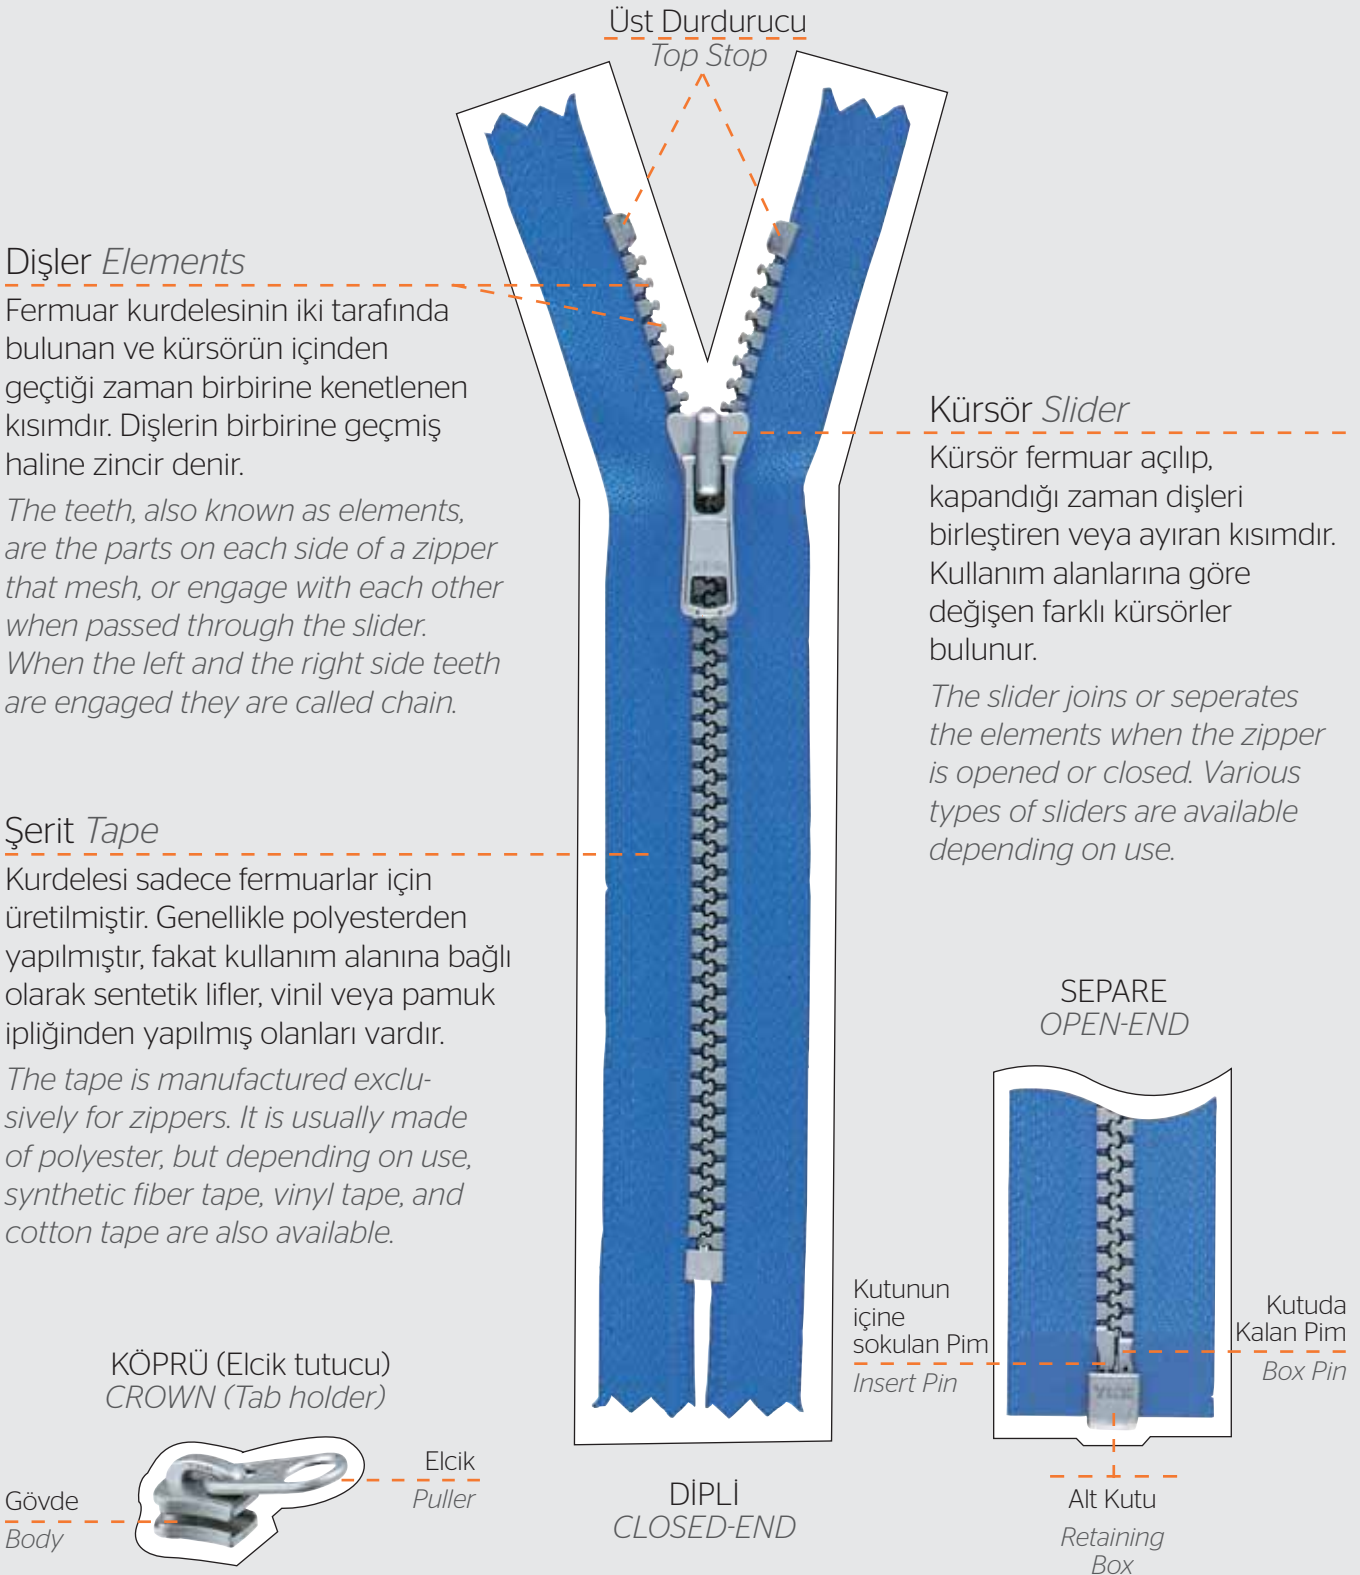 Üst Durdurucu
Top Stop
Dişler Elements
Fermuar kurdelesinin iki tarafında
bulunan ve kürsörün içinden
geçtiği zaman birbirine kenetlenen
kısımdır. Dişlerin birbirine geçmiş
haline zincir denir.
The teeth, also known as elements,
are the parts on each side of a zipper
that mesh, or engage with each other
when passed through the slider.
When the left and the right side teeth
are engaged they are called chain.
Kürsör Slider
Kürsör fermuar açılıp,
kapandığı zaman dişleri
birleştiren veya ayıran kısımdır.
Kullanım alanlarına göre
değişen farklı kürsörler
bulunur.
The slider joins or seperates
the elements when the zipper
is opened or closed. Various
types of sliders are available
depending on use.
Şerit Tape
Kurdelesi sadece fermuarlar için
üretilmiştir. Genellikle polyesterden
yapılmıştır, fakat kullanım alanına bağlı
olarak sentetik lifler, vinil veya pamuk
ipliğinden yapılmış olanları vardır.
The tape is manufactured exclu-
sively for zippers. It is usually made
of polyester, but depending on use,
synthetic fiber tape, vinyl tape, and
cotton tape are also available.
SEPARE
OPEN-END
Kutunun
içine
sokulan Pim
Insert Pin
Kutuda
Kalan Pim
Box Pin
YKK
Alt Kutu
Retaining
Box
KÖPRÜ (Elcik tutucu)
CROWN (Tab holder)
Elcik
Puller
Gövde
Body
DİPLİ
CLOSED-END